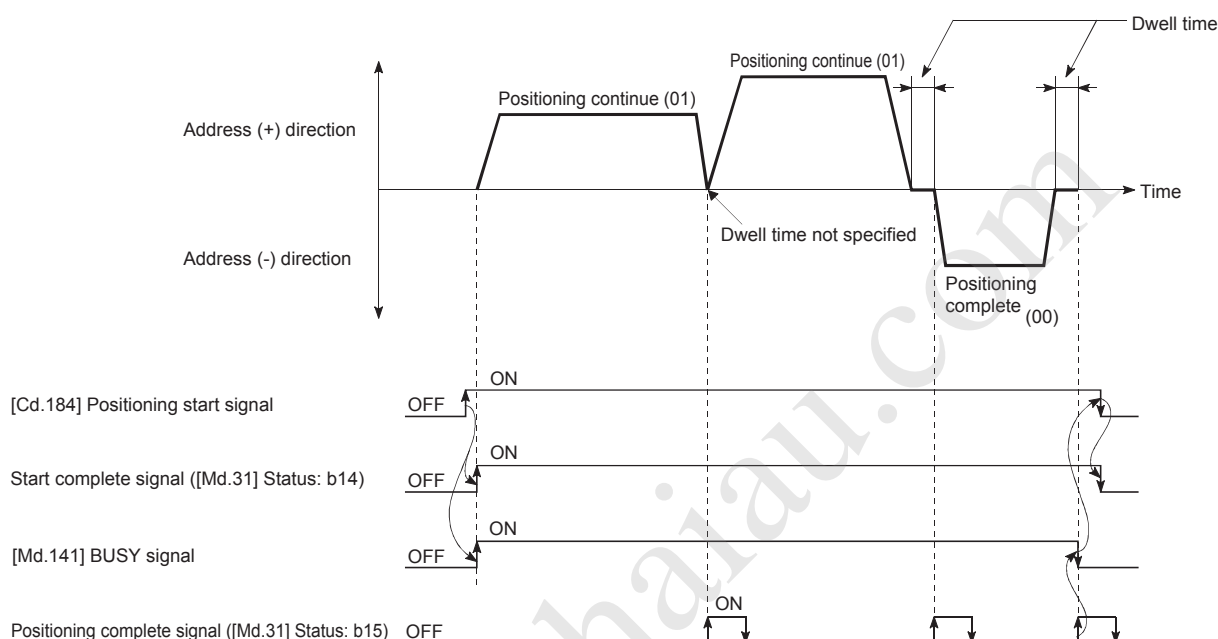 Dwell time
Positioning continue (01)
Positioning continue (01)
Address (+) direction
Time
Dwell time not specified
Address (-) direction
Positioning
complete (00)
ON
[Cd.184] Positioning start signal OFF
ON
Start complete signal ([Md.31] Status: b14) OFF
ON
[Md.141] BUSY signal OFF
ON
Positioning complete signal ([Md.31] Status: b15) OFF
haiau.com